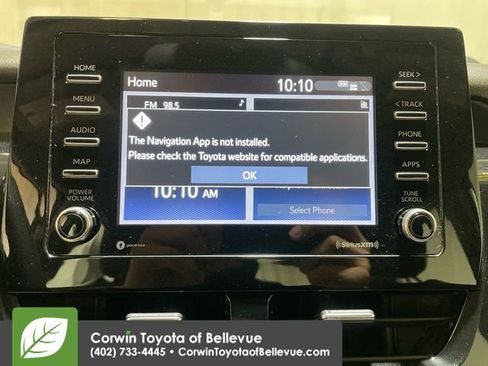 HOME
MENU
AUDIO
MAP
POWER
VOLUME
Home
10:10
FM 98.5
The Navigation App is not installed.
Please check the Toyota website for compatible applications.
OK
10:10 AM
Select Phone
SEEK >
< TRACK
PHONE
APPS
TUNE
SCROLL
gracenote
((SiriusXM))
Corwin Toyota of Bellevue
(402) 733-4445 • CorwinToyotaofBellevue.com